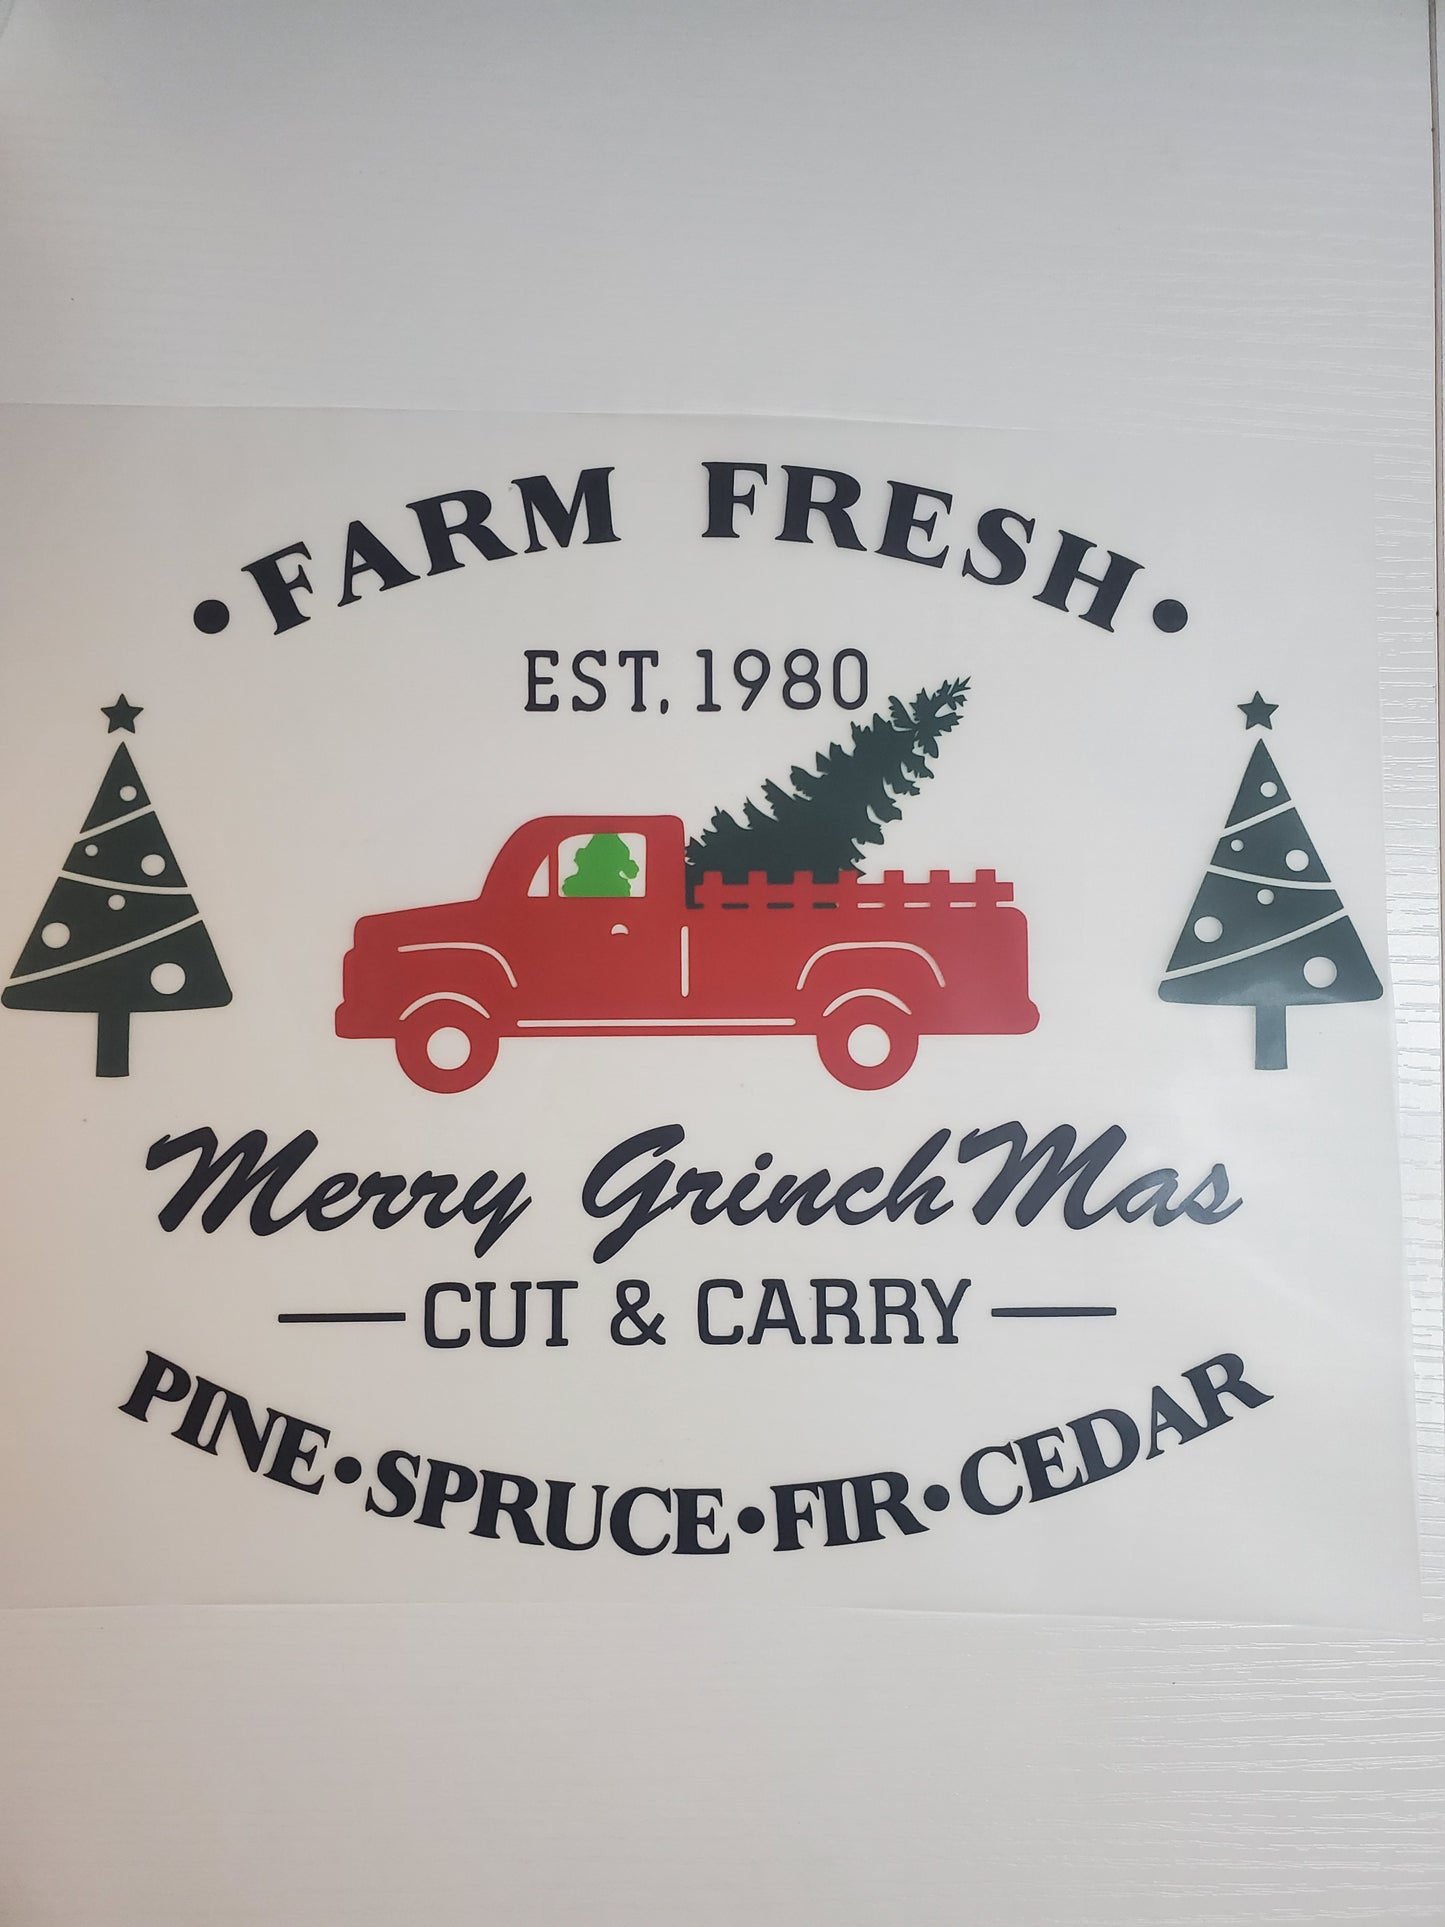 •FARM FRESH•
EST. 1980
Merry GrinchMas
CUT & CARRY
PINE•SPRUCE•FIR•CEDAR